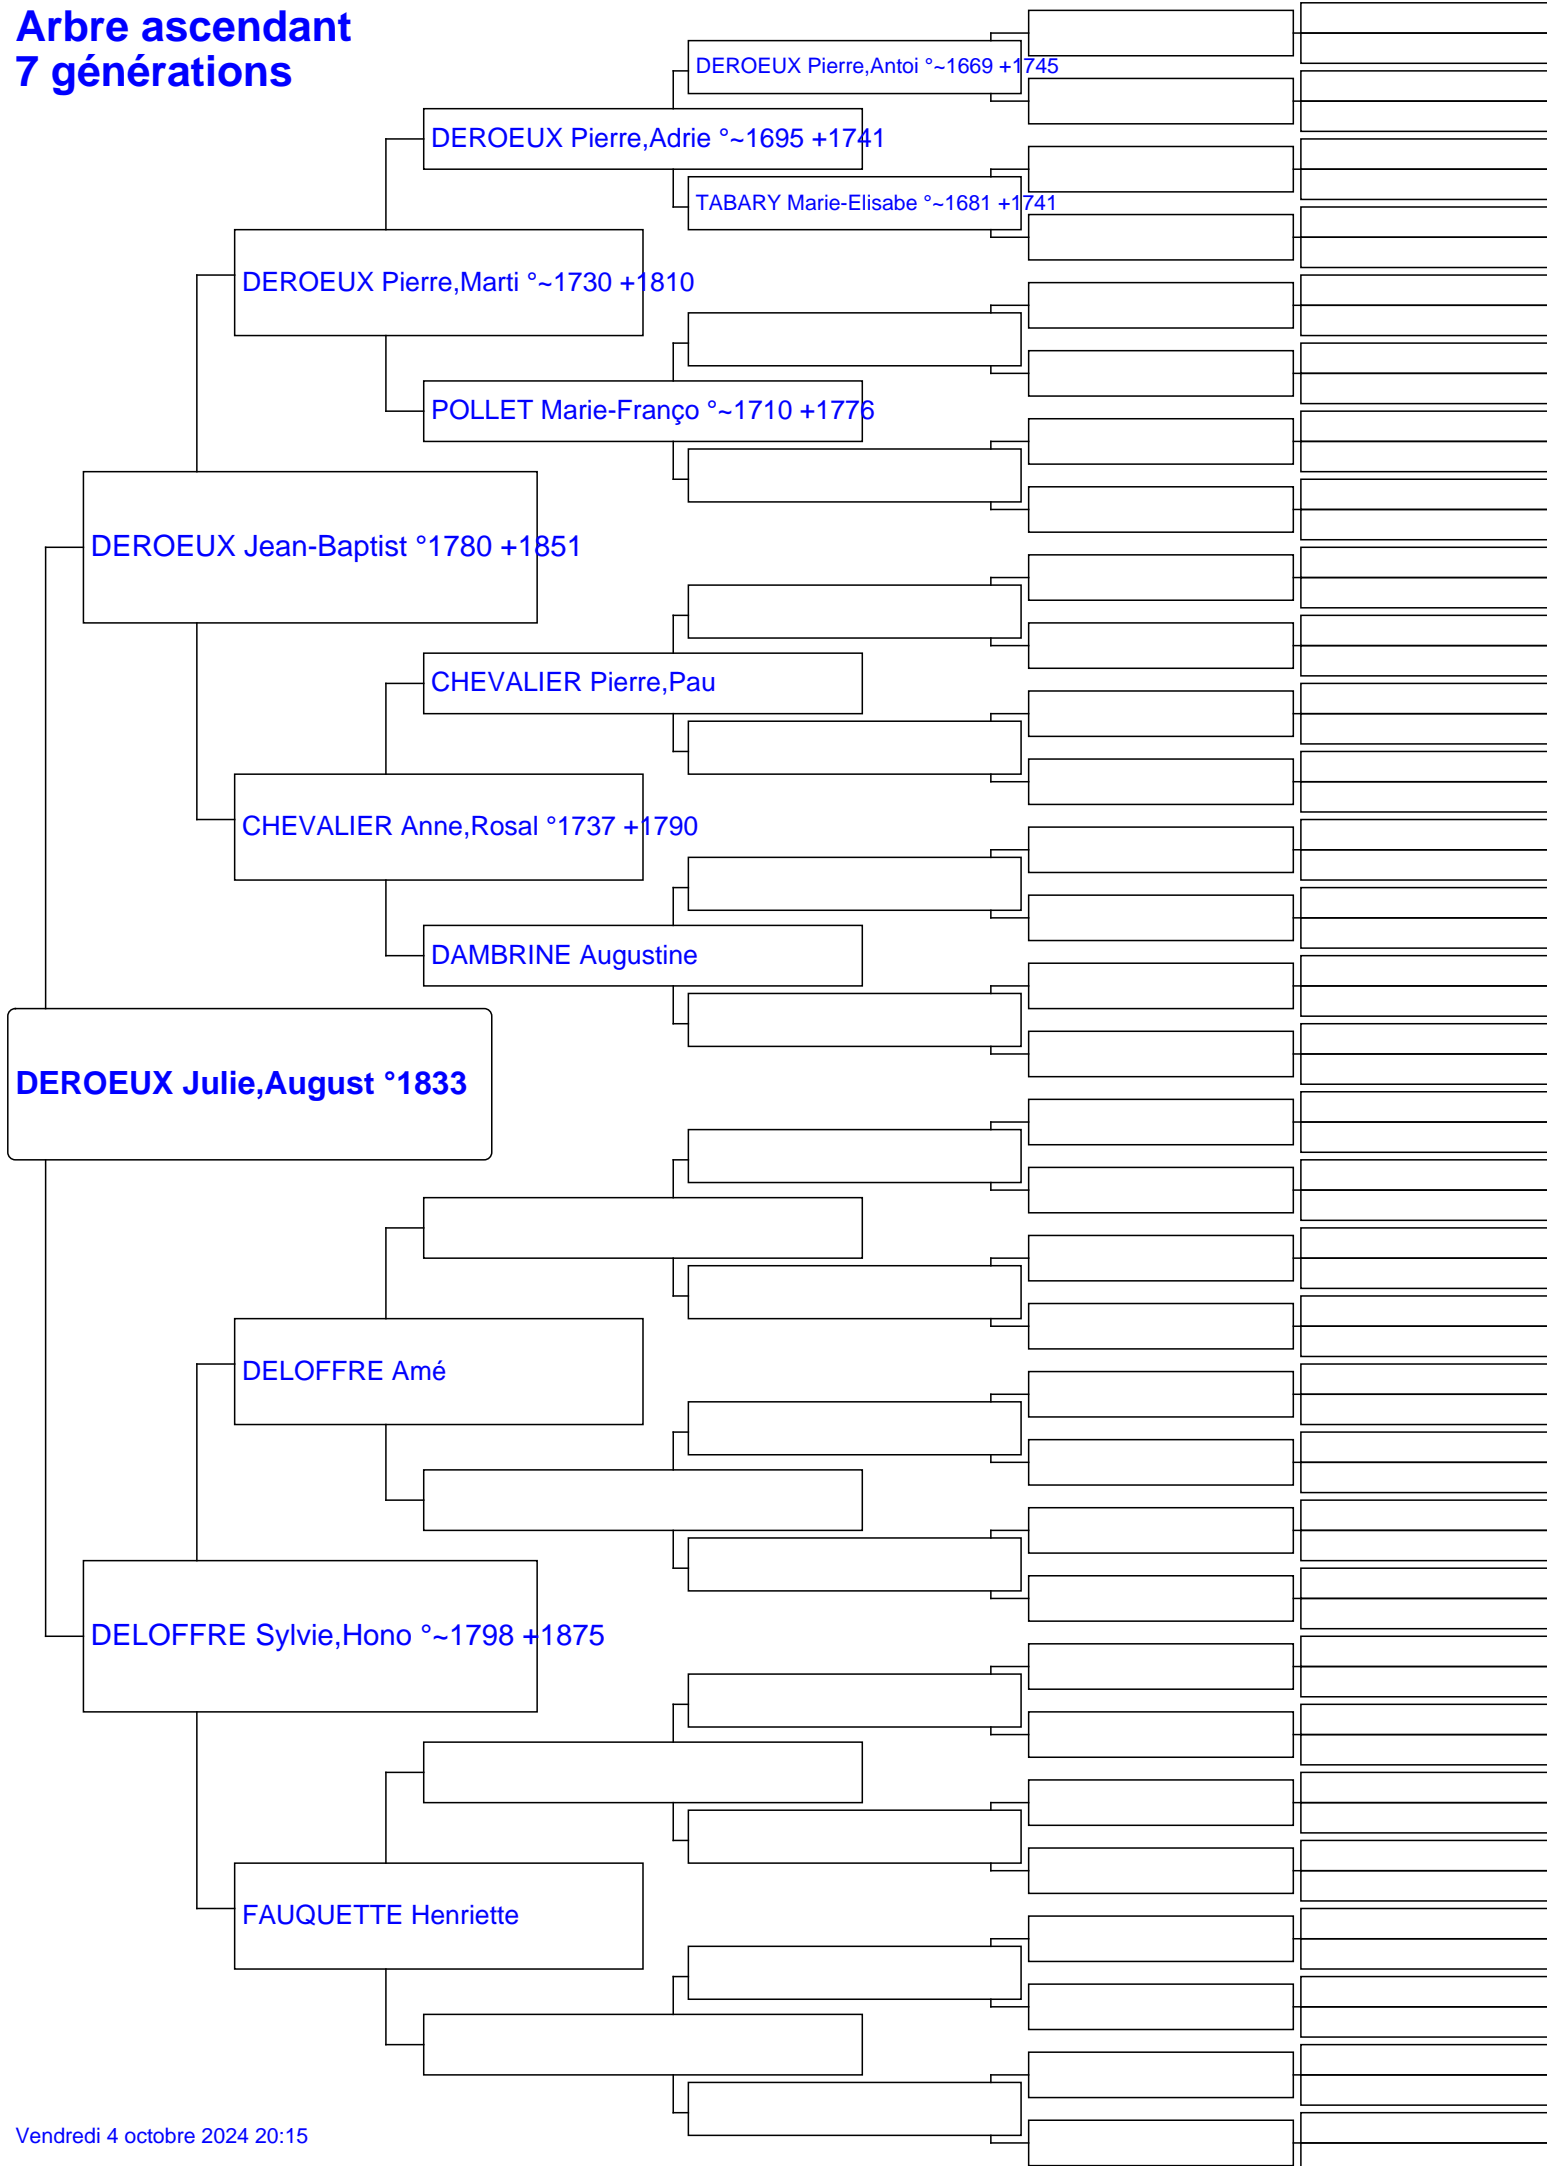 Arbre ascendant
7 générations
DEROEUX Pierre,Antoi °~1669 +1745
DEROEUX Pierre,Adrie °~1695 +1741
TABARY Marie-Elisabe °~1681 +1741
DEROEUX Pierre,Marti °~1730 +1810
POLLET Marie-Franço °~1710 +1776
DEROEUX Jean-Baptist °1780 +1851
CHEVALIER Pierre,Pau
CHEVALIER Anne,Rosal °1737 +1790
DAMBRINE Augustine
DEROEUX Julie,August °1833
DELOFFRE Amé
DELOFFRE Sylvie,Hono °~1798 +1875
FAUQUETTE Henriette
Vendredi 4 octobre 2024 20:15